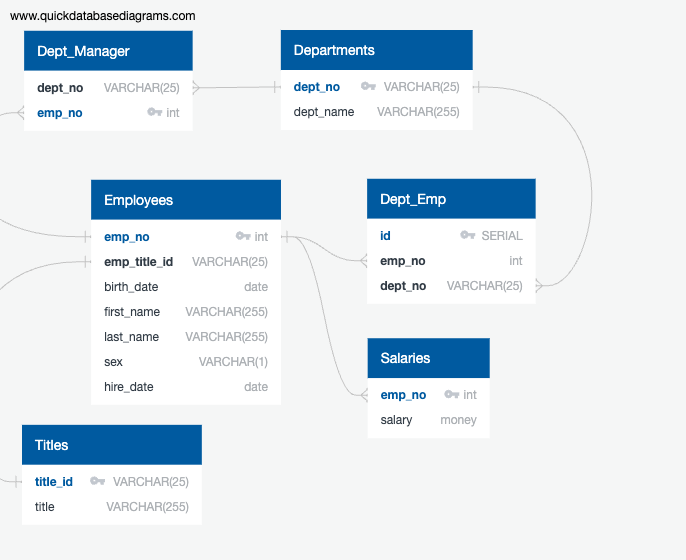 www.quickdatabasediagrams.com
Dept_Manager
dept_no VARCHAR(25)
emp_no int
Departments
dept_no VARCHAR(25)
dept_name VARCHAR(255)
Employees
emp_no int
emp_title_id VARCHAR(25)
birth_date date
first_name VARCHAR(255)
last_name VARCHAR(255)
sex VARCHAR(1)
hire_date date
Dept_Emp
id SERIAL
emp_no int
dept_no VARCHAR(25)
Salaries
emp_no int
salary money
Titles
title_id VARCHAR(25)
title VARCHAR(255)